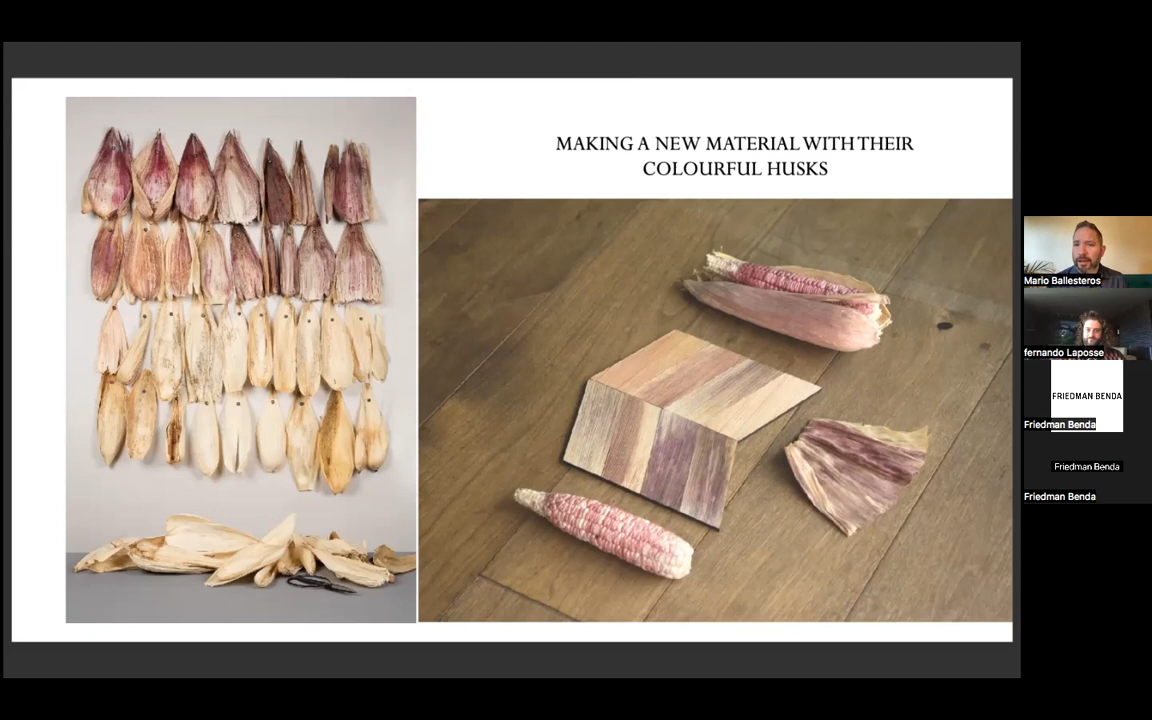 MAKING A NEW MATERIAL WITH THEIR
COLOURFUL HUSKS
Mario Ballesteros
fernando Laposse
FRIEDMAN BENDA
Friedman Benda
Friedman Benda
Friedman Benda